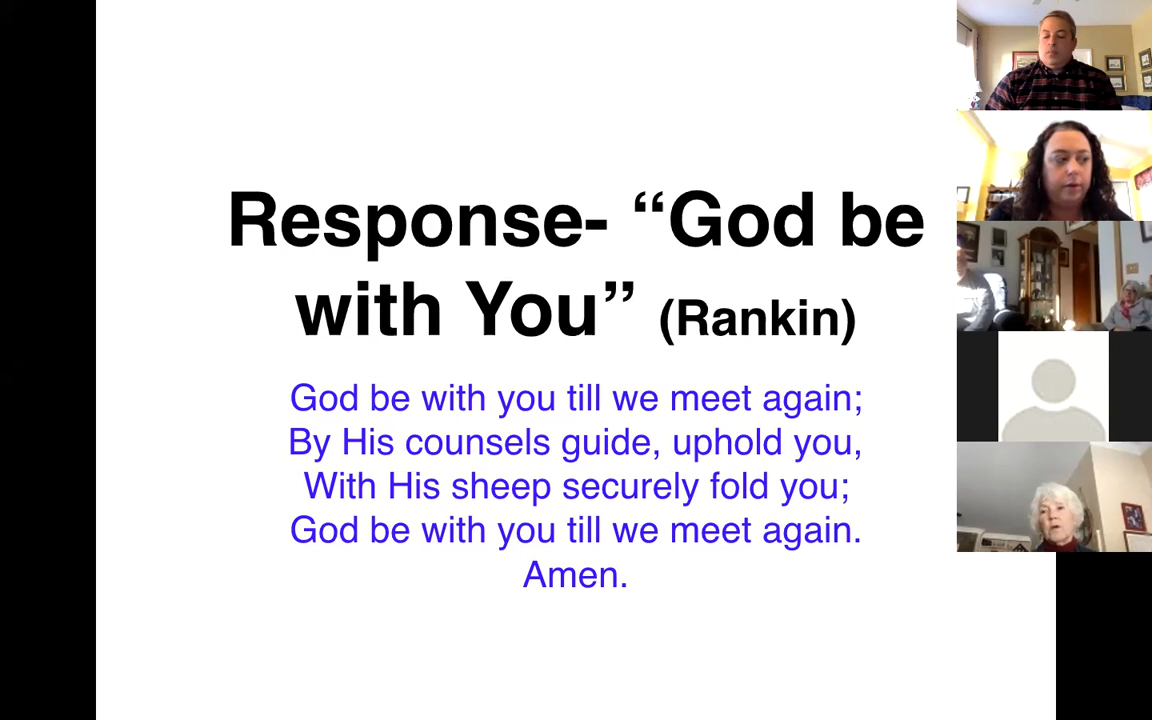 Response- “God be
with You” (Rankin)
God be with you till we meet again;
By His counsels guide, uphold you,
With His sheep securely fold you;
God be with you till we meet again.
Amen.